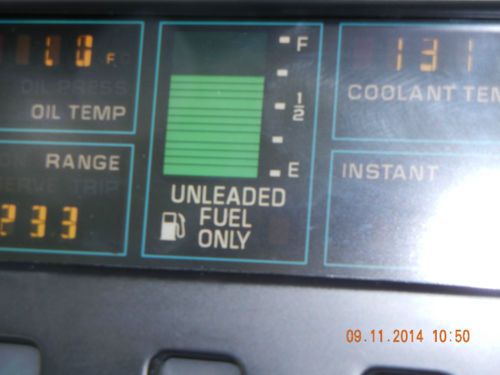 LO F
F
131
OIL PRESS
COOLANT TEM
OIL TEMP
1/2
RANGE
E
INSTANT
RESERVE TRIP
UNLEADED
233
FUEL
ONLY
09.11.2014 10:50